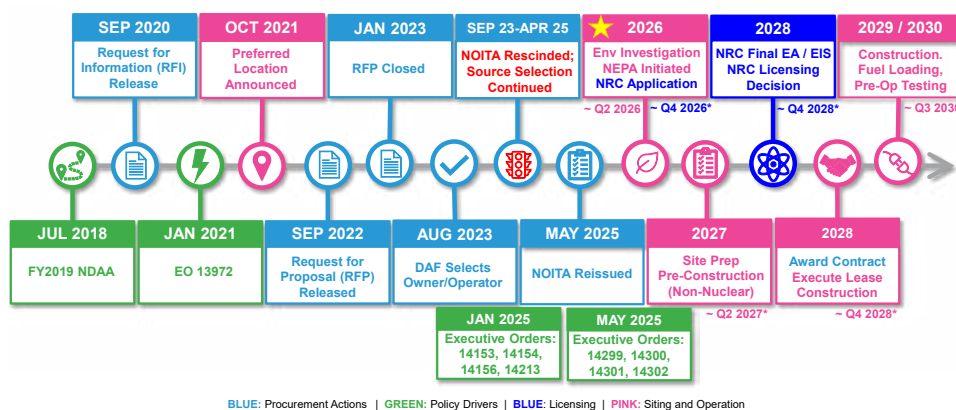 SEP 2020
Request for
Information (RFI)
Release
OCT 2021
Preferred
Location
Announced
JAN 2023
RFP Closed
SEP 23-APR 25
NOITA Rescinded;
Source Selection
Continued
2026
Env Investigation
NEPA Initiated
NRC Application
~ Q2 2026
~ Q4 2026*
2028
NRC Final EA / EIS
NRC Licensing
Decision
~ Q4 2028*
2029 / 2030
Construction.
Fuel Loading,
Pre-Op Testing
~ Q3 2030
JUL 2018
FY2019 NDAA
JAN 2021
EO 13972
SEP 2022
Request for
Proposal (RFP)
Released
AUG 2023
DAF Selects
Owner/Operator
MAY 2025
NOITA Reissued
2027
Site Prep
Pre-Construction
(Non-Nuclear)
~ Q2 2027*
2028
Award Contract
Execute Lease
Construction
~ Q4 2028*
JAN 2025
Executive Orders:
14153, 14154,
14156, 14213
MAY 2025
Executive Orders:
14299, 14300,
14301, 14302
BLUE: Procurement Actions | GREEN: Policy Drivers | BLUE: Licensing | PINK: Siting and Operation